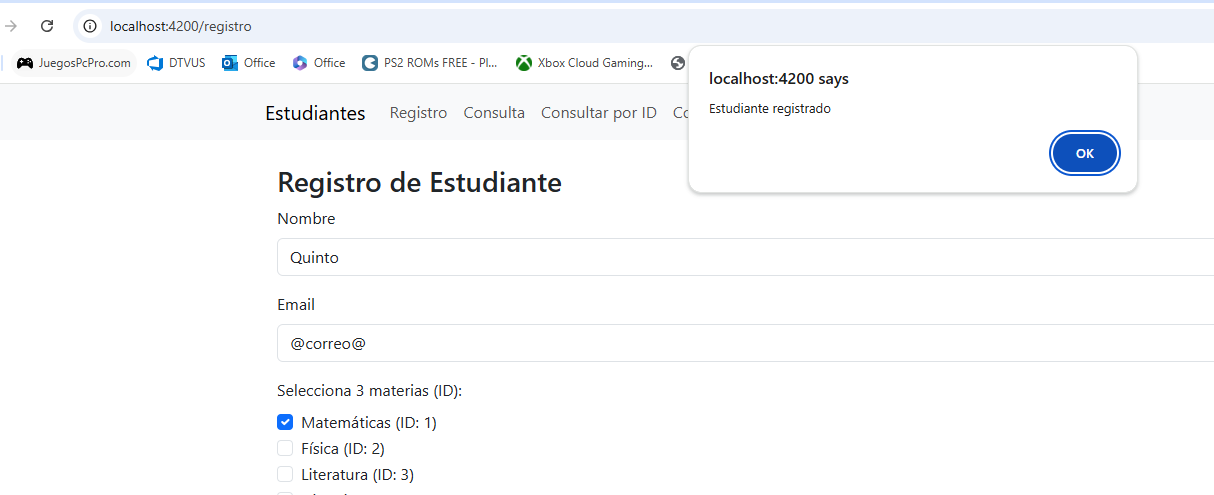 localhost:4200/registro
JuegosPcPro.com DTVUS Office Office PS2 ROMs FREE - Pl... Xbox Cloud Gaming...
localhost:4200 says
Estudiante registrado
OK
Estudiantes Registro Consulta Consultar por ID
Registro de Estudiante
Nombre
Quinto
Email
@correo@
Selecciona 3 materias (ID):
Matemáticas (ID: 1)
Física (ID: 2)
Literatura (ID: 3)